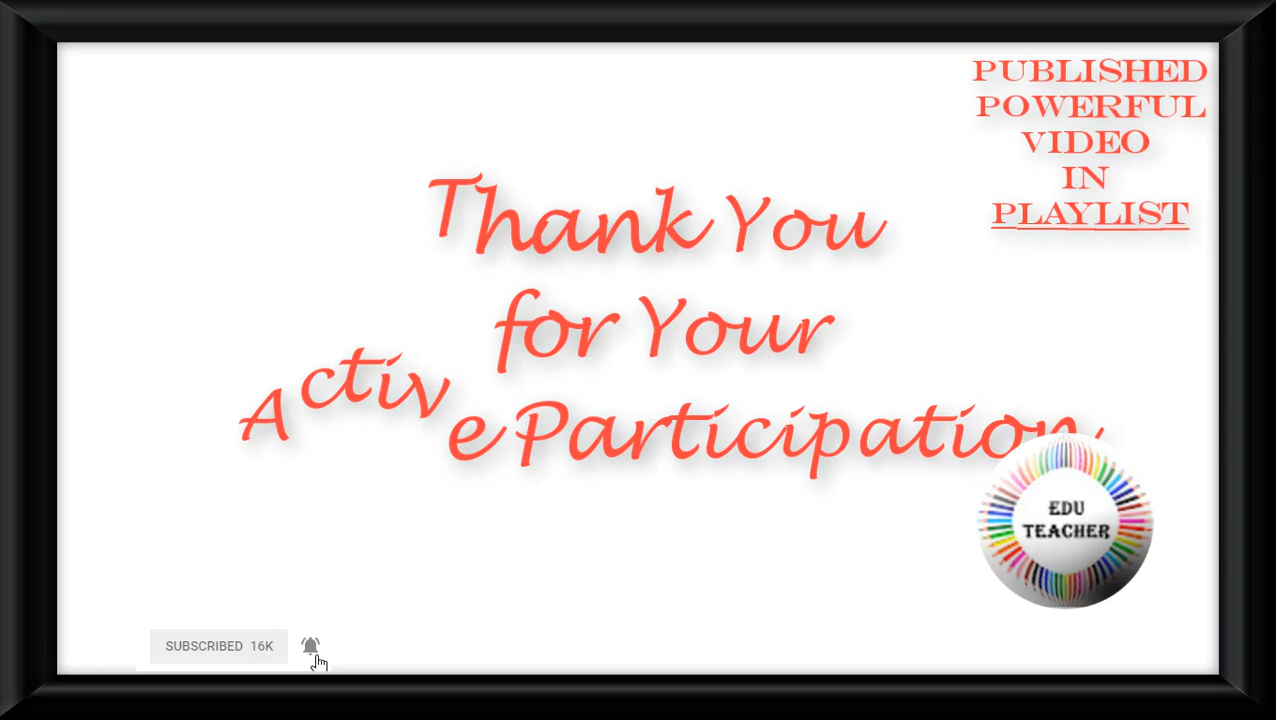 PUBLISHED
POWERFUL
VIDEO
IN
PLAYLIST
Thank You
for Your
Active Participation
EDU
TEACHER
SUBSCRIBED 16K